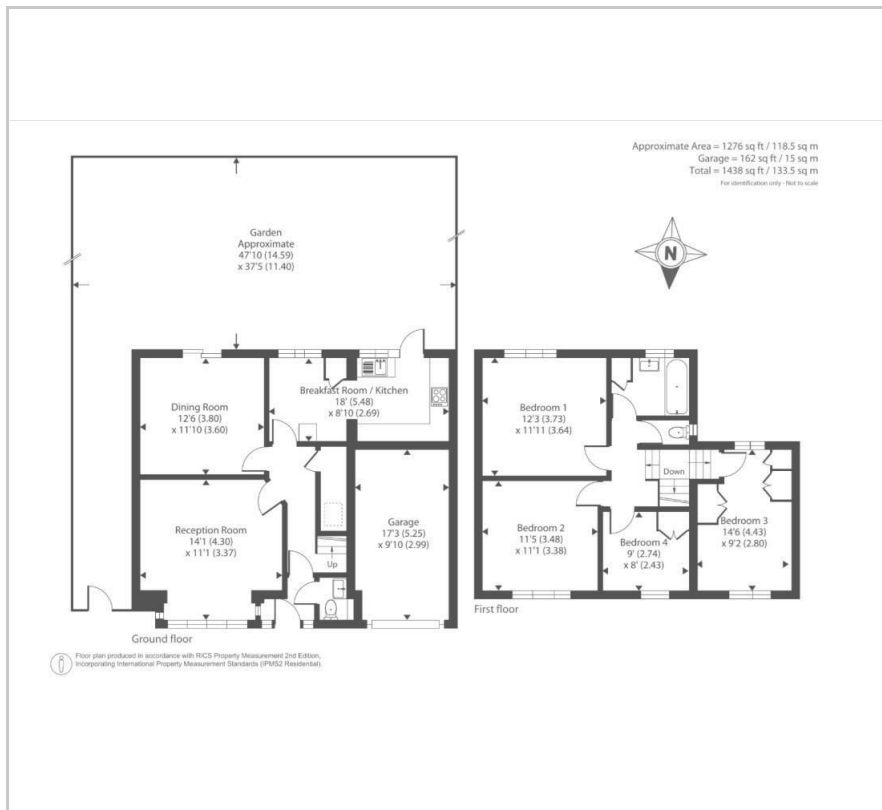 Approximate Area = 1276 sq ft / 118.5 sq m
Garage = 162 sq ft / 15 sq m
Total = 1438 sq ft / 133.5 sq m
For identification only - Not to scale
N
Garden
Approximate
47'10 (14.59)
x 37'5 (11.40)
Dining Room
12'6 (3.80)
x 11'10 (3.60)
Breakfast Room / Kitchen
18' (5.48)
x 8'10 (2.69)
Reception Room
14'1 (4.30)
x 11'1 (3.37)
Garage
17'3 (5.25)
x 9'10 (2.99)
Up
Ground floor
Bedroom 1
12'3 (3.73)
x 11'11 (3.64)
Down
Bedroom 2
11'5 (3.48)
x 11'1 (3.38)
Bedroom 4
9' (2.74)
x 8' (2.43)
Bedroom 3
14'6 (4.43)
x 9'2 (2.80)
First floor
Floor plan produced in accordance with RICS Property Measurement 2nd Edition,
Incorporating International Property Measurement Standards (IPMS2 Residential).